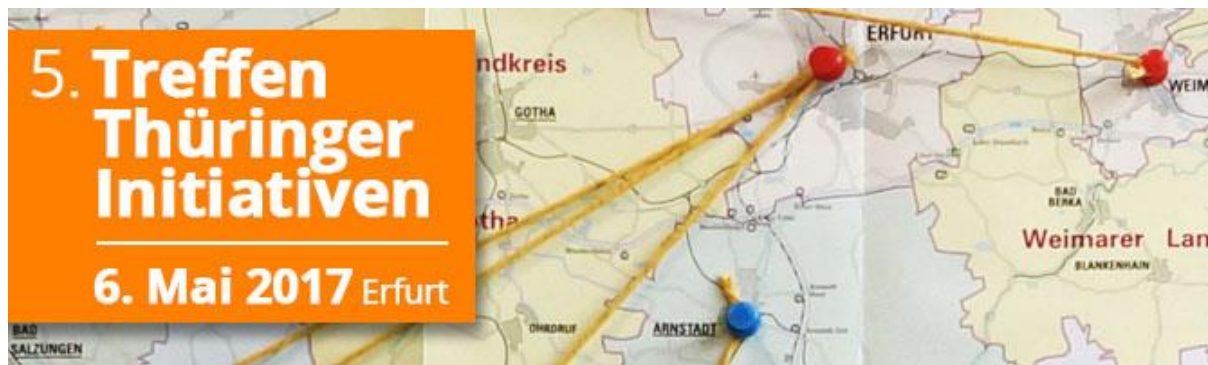 5. Treffen
Thüringer
Initiativen
6. Mai 2017 Erfurt
ERFURT
WEIM
ndkreis
GOTHA
tha
BAD
BERKA
Weimarer Lan
BLANKENHAIN
OHRDRUF
ARNSTADT
BAD
SALZUNGEN